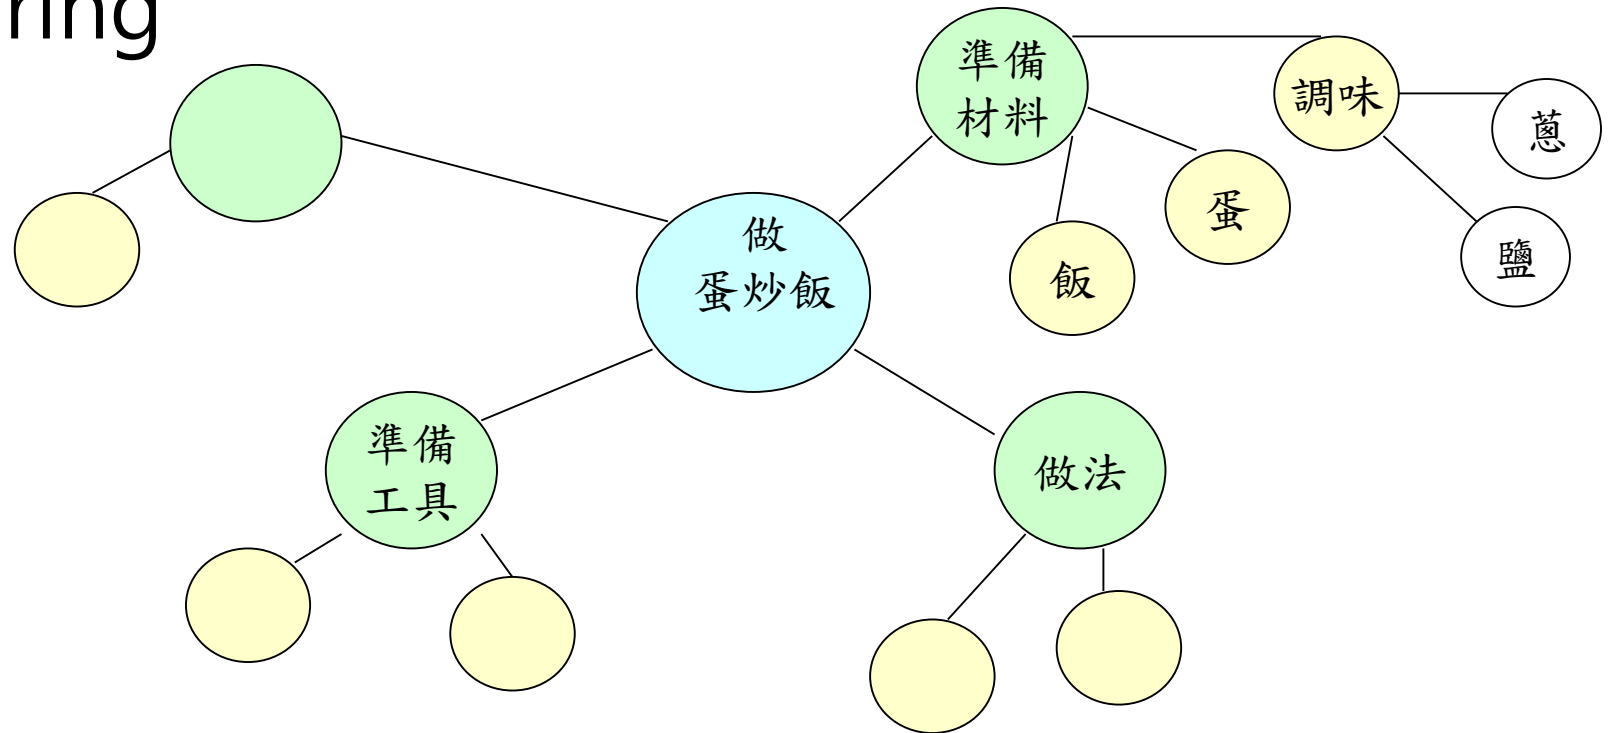 ring
準備
材料
調味
蔥
蛋
鹽
飯
做
蛋炒飯
準備
工具
做法